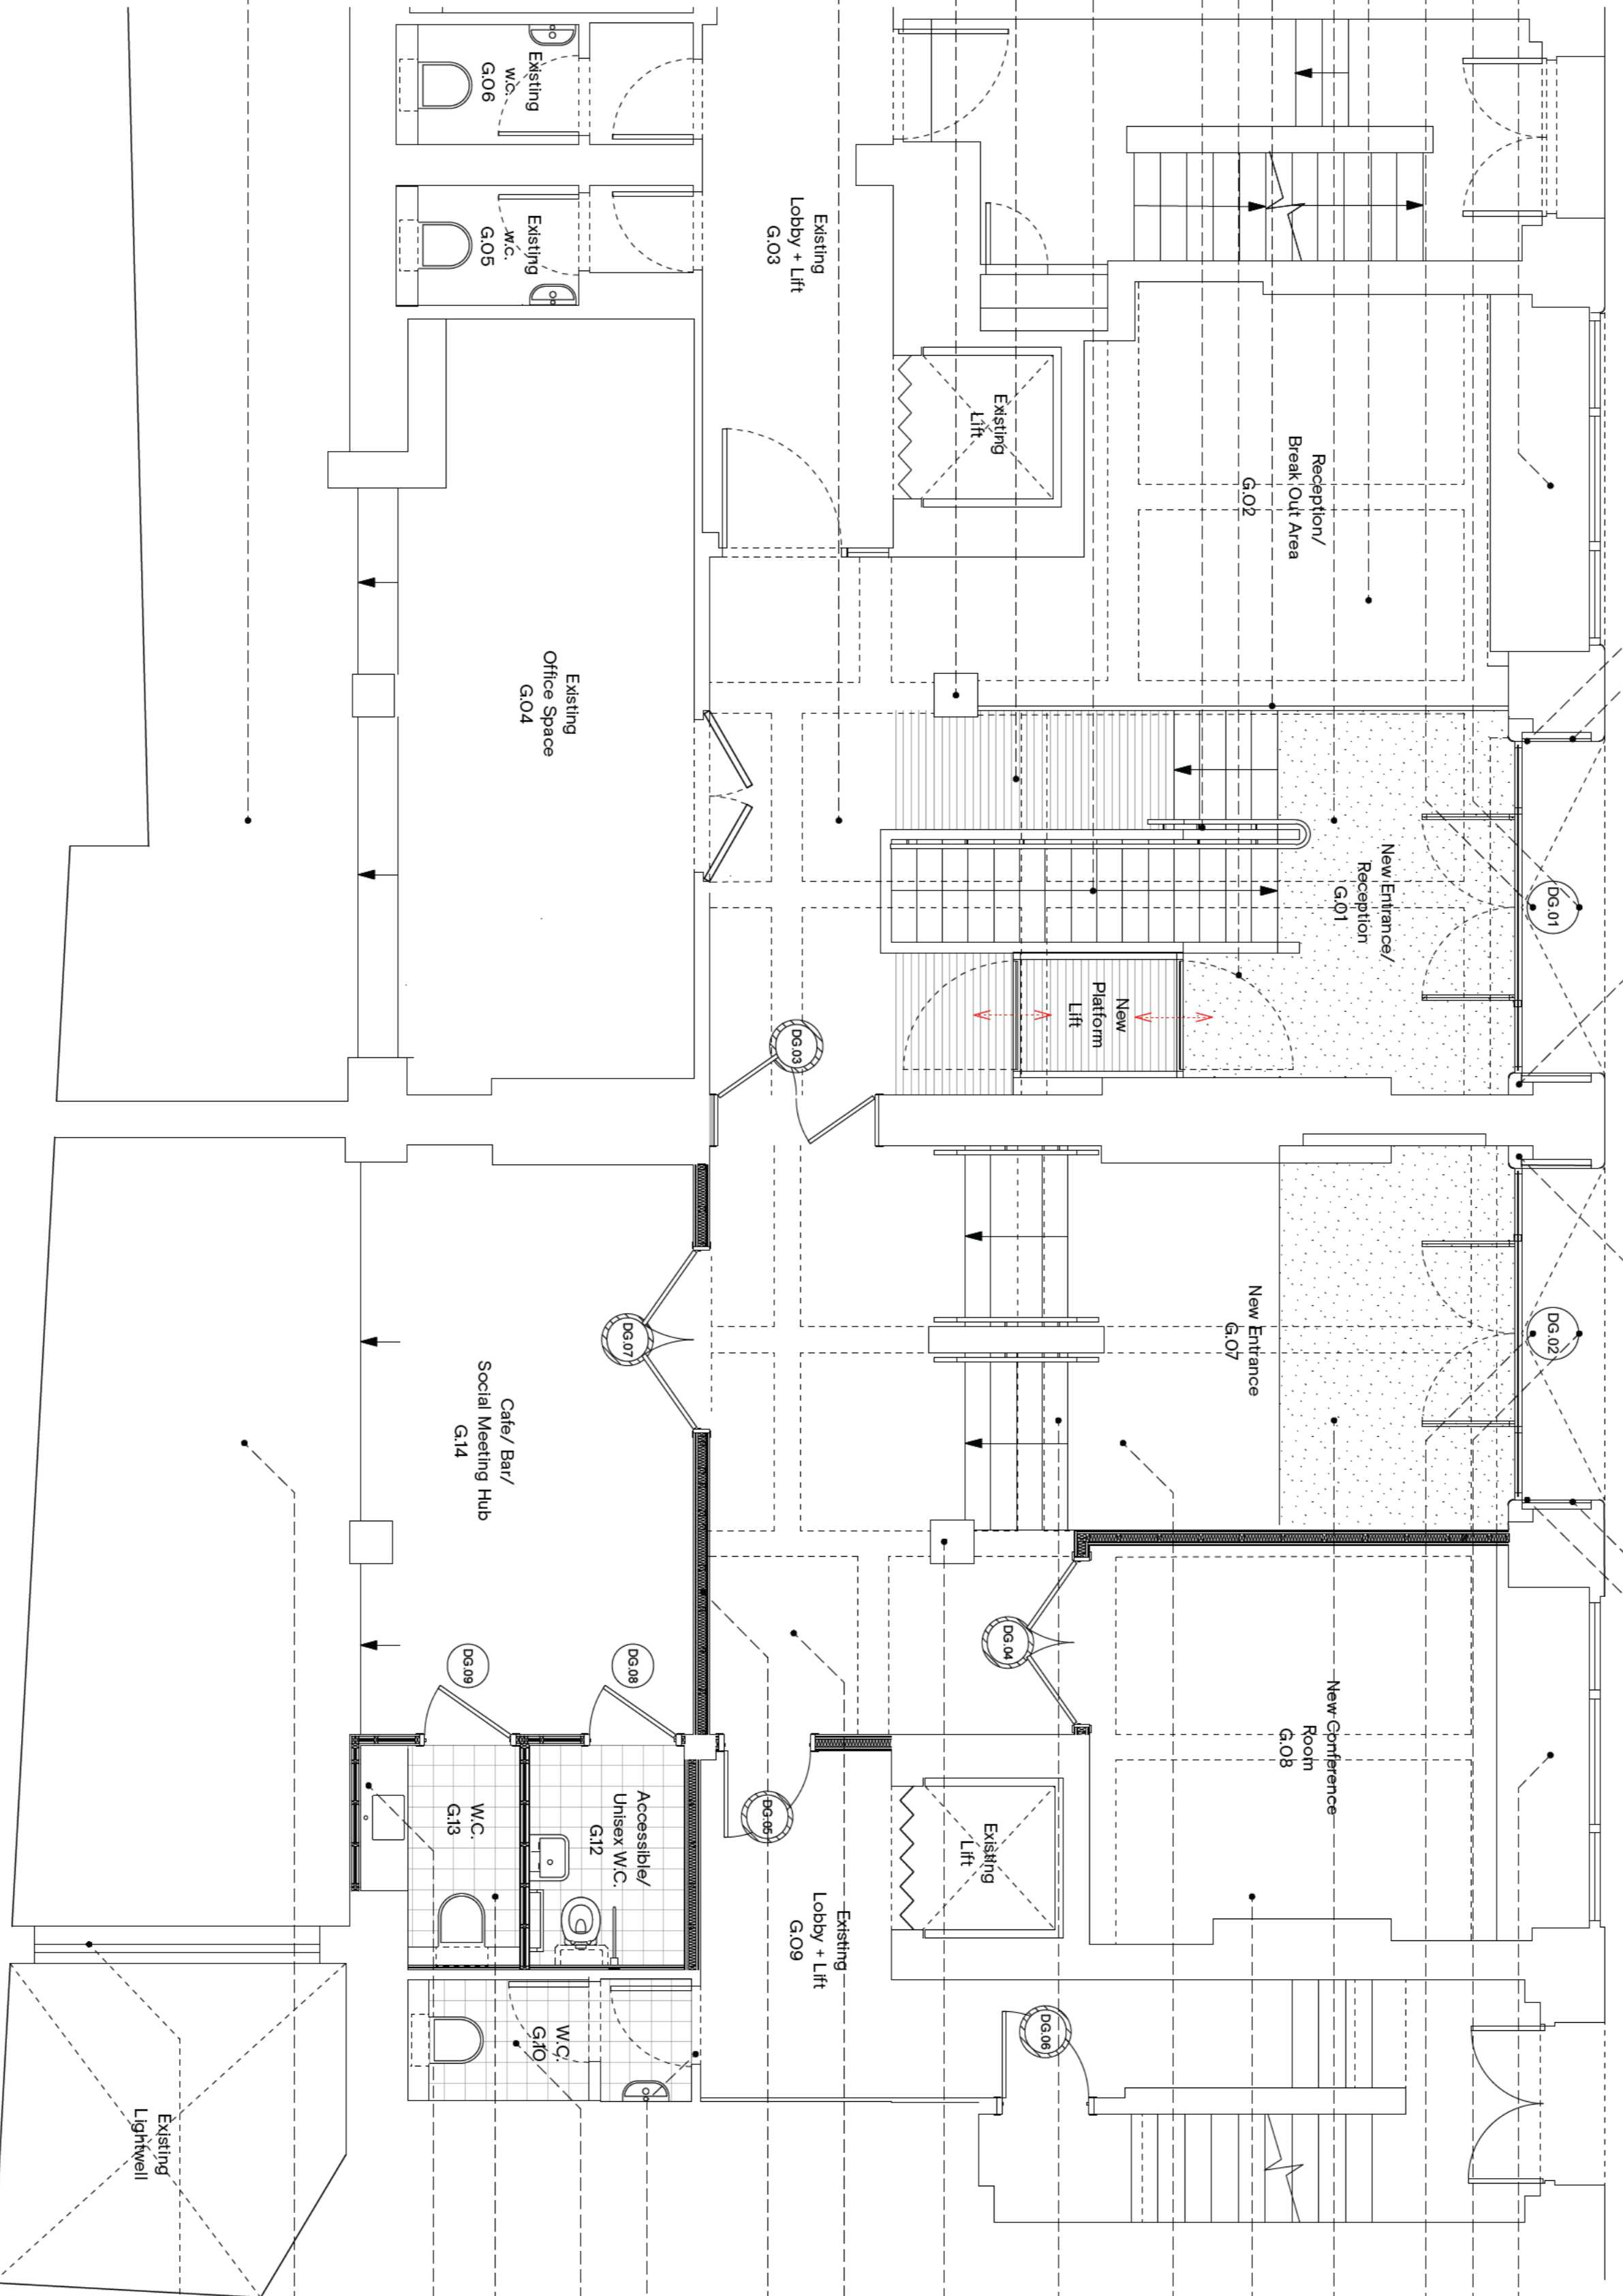 Existing
w.c.
G.06
Existing
w.c.
G.05
Existing
Lobby + Lift
G.03
Existing
Lift
Reception/
Break Out Area
G.02
Existing
Office Space
G.04
New Entrance/
Reception
G.01
DG.01
New
Platform
Lift
DG.03
New Entrance
G.07
DG.02
DG.07
Cafe/ Bar/
Social Meeting Hub
G.14
DG.04
DG.08
DG.09
New Conference
Room
G.08
DG.05
Existing
Lift
Accessible/
Unisex W.C.
G.12
W.C.
G.13
Existing
Lobby + Lift
G.09
DG.06
W.C.
G.10
Existing
Lightwell